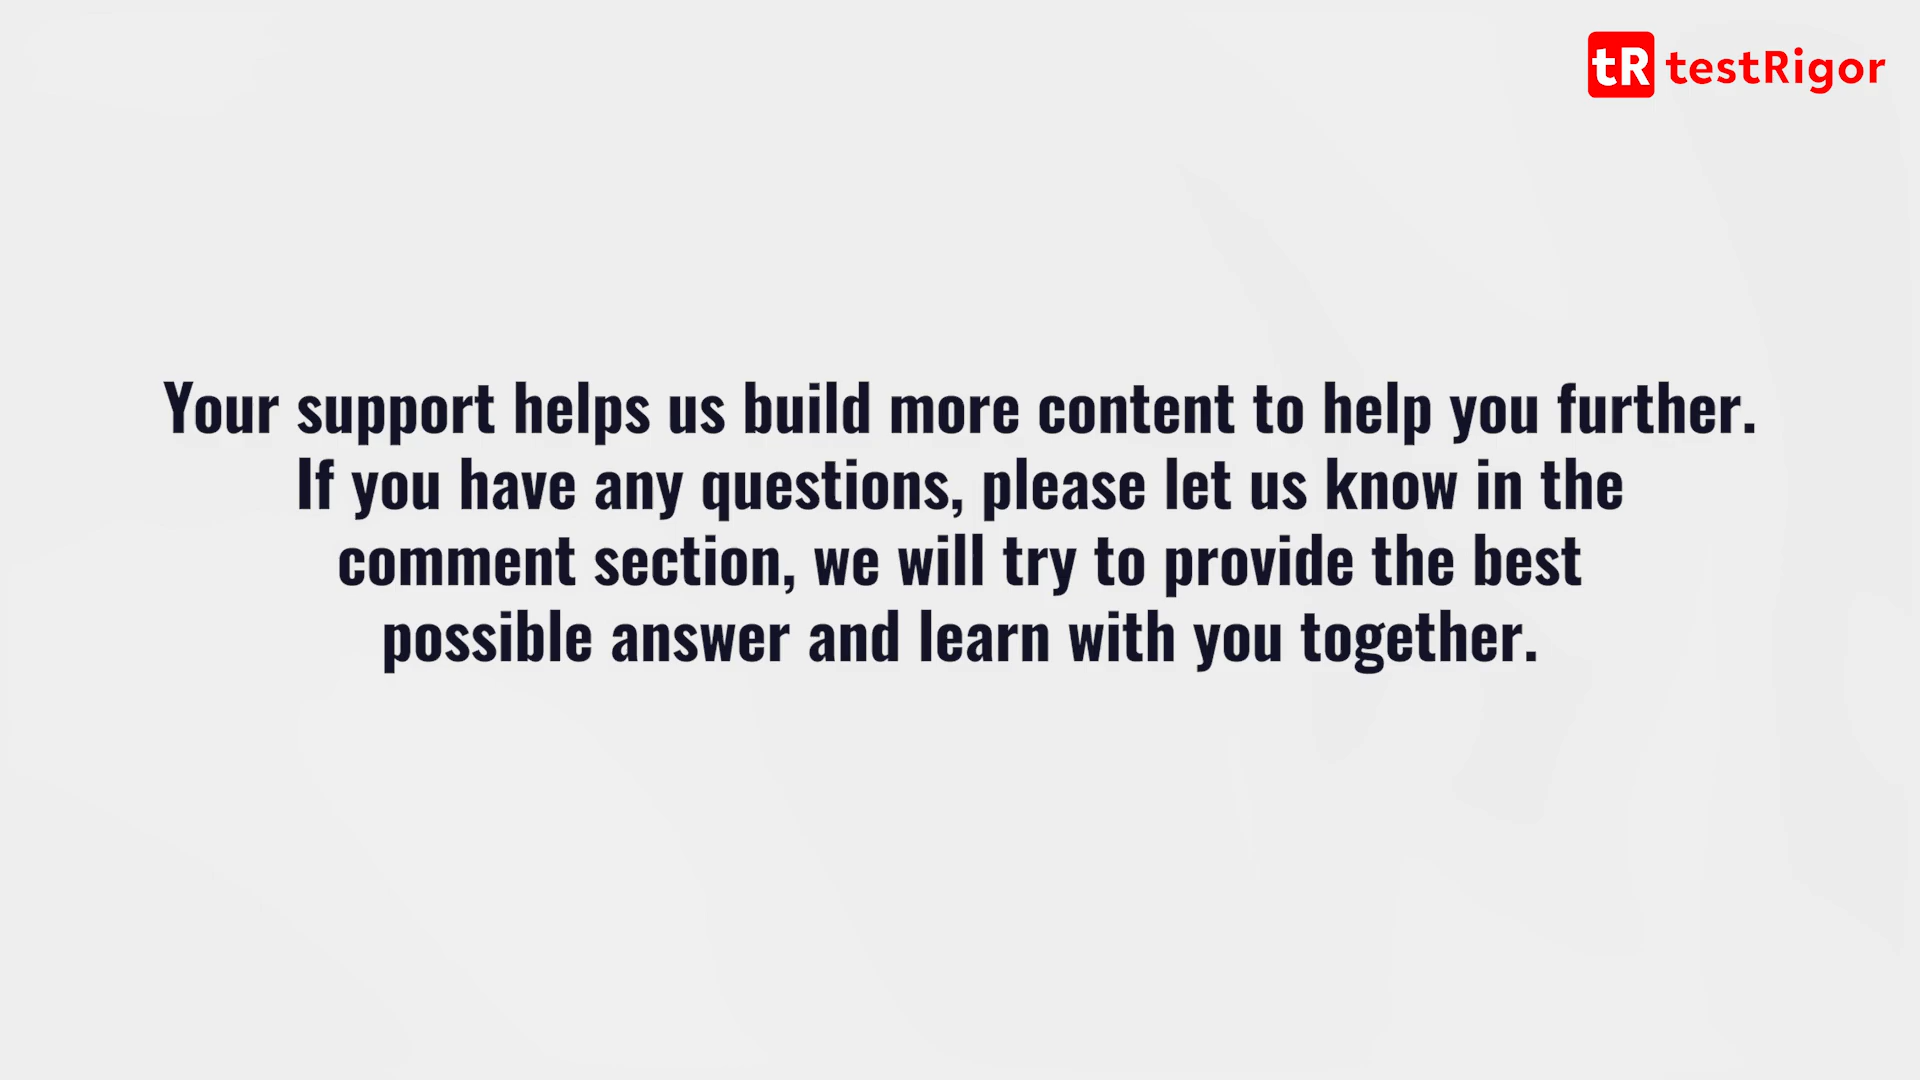 tR testRigor
Your support helps us build more content to help you further.
If you have any questions, please let us know in the
comment section, we will try to provide the best
possible answer and learn with you together.